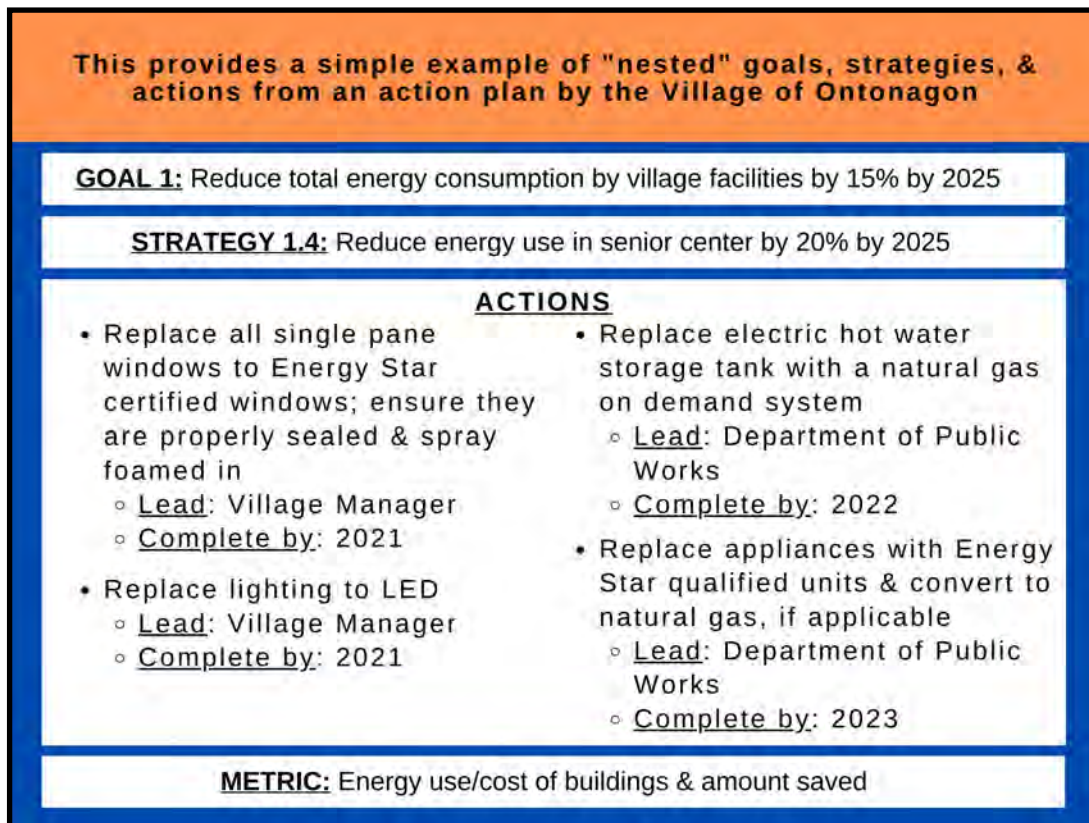 This provides a simple example of "nested" goals, strategies, &
actions from an action plan by the Village of Ontonagon
GOAL 1: Reduce total energy consumption by village facilities by 15% by 2025
STRATEGY 1.4: Reduce energy use in senior center by 20% by 2025
ACTIONS
• Replace all single pane
windows to Energy Star
certified windows; ensure they
are properly sealed & spray
foamed in
◦ Lead: Village Manager
◦ Complete by: 2021
• Replace lighting to LED
◦ Lead: Village Manager
◦ Complete by: 2021
• Replace electric hot water
storage tank with a natural gas
on demand system
◦ Lead: Department of Public
Works
◦ Complete by: 2022
• Replace appliances with Energy
Star qualified units & convert to
natural gas, if applicable
◦ Lead: Department of Public
Works
◦ Complete by: 2023
METRIC: Energy use/cost of buildings & amount saved